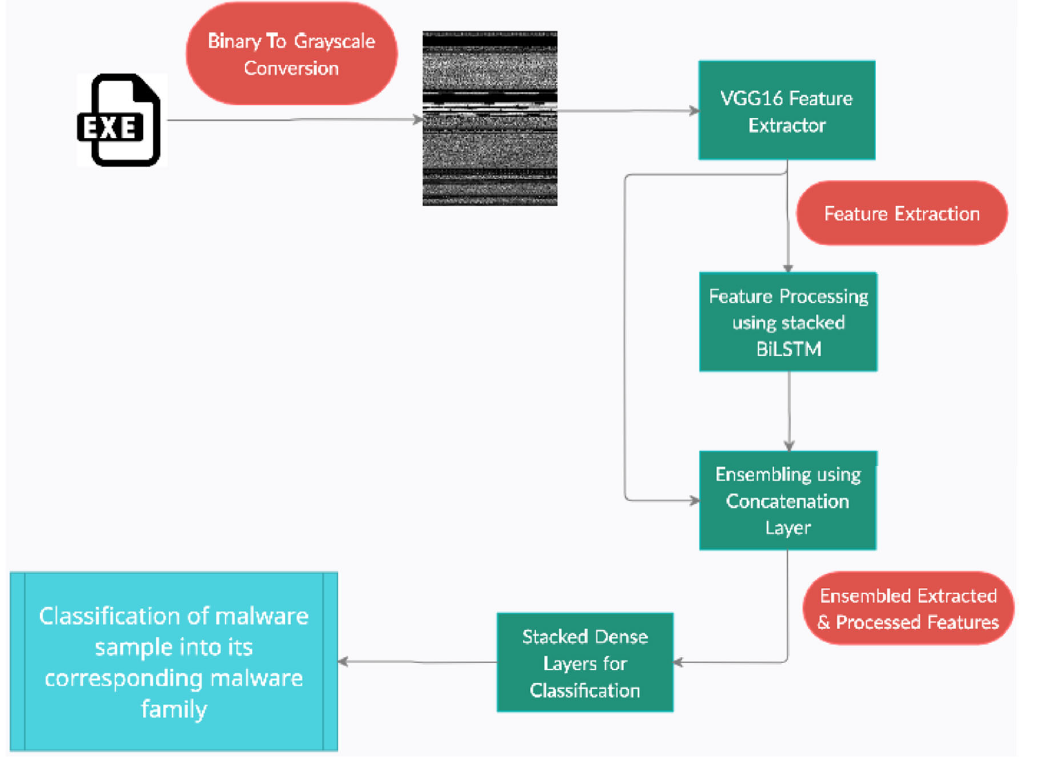 Binary To Grayscale
Conversion
EXE
VGG16 Feature
Extractor
Feature Extraction
Feature Processing
using stacked
BiLSTM
Ensembling using
Concatenation
Layer
Ensembled Extracted
& Processed Features
Stacked Dense
Layers for
Classification
Classification of malware
sample into its
corresponding malware
family